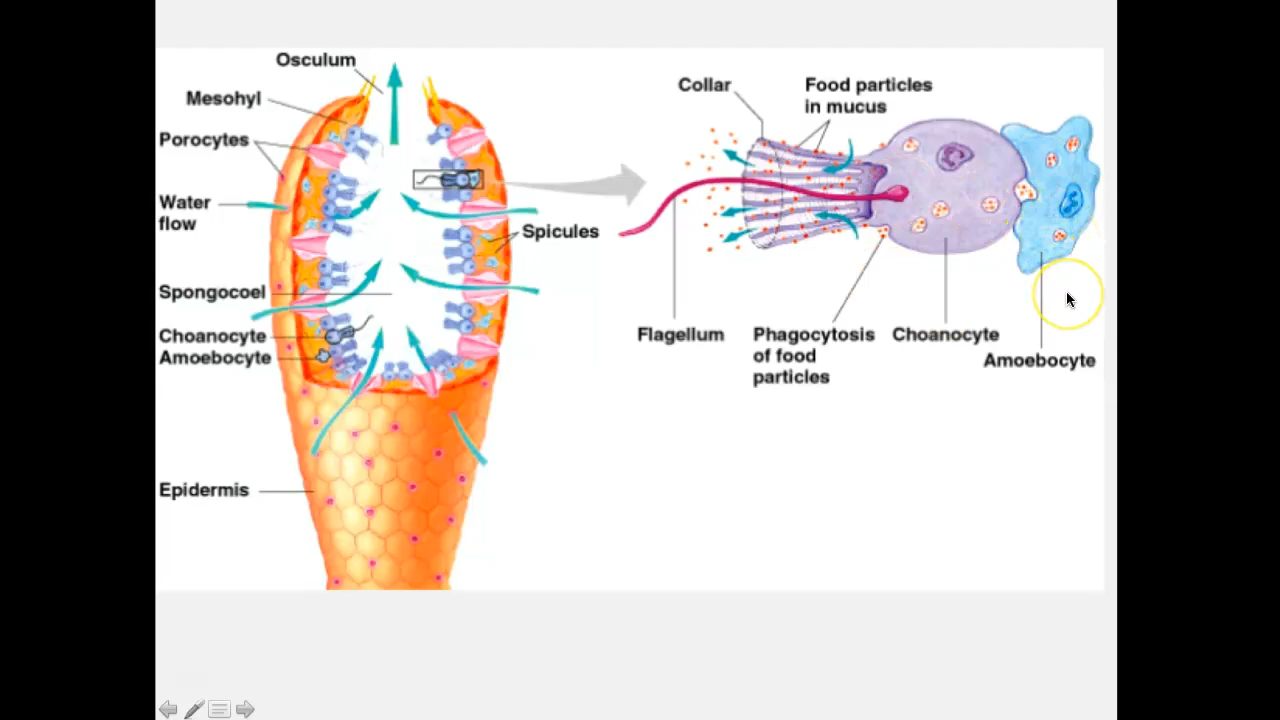 Osculum
Mesohyl
Porocytes
Water
flow
Spongocoel
Choanocyte
Amoebocyte
Epidermis
Spicules
Collar
Food particles
in mucus
Flagellum
Phagocytosis
of food
particles
Choanocyte
Amoebocyte